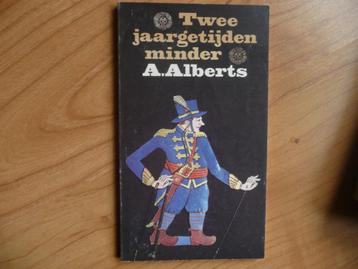 Twee
jaargetijden
minder
A.Alberts